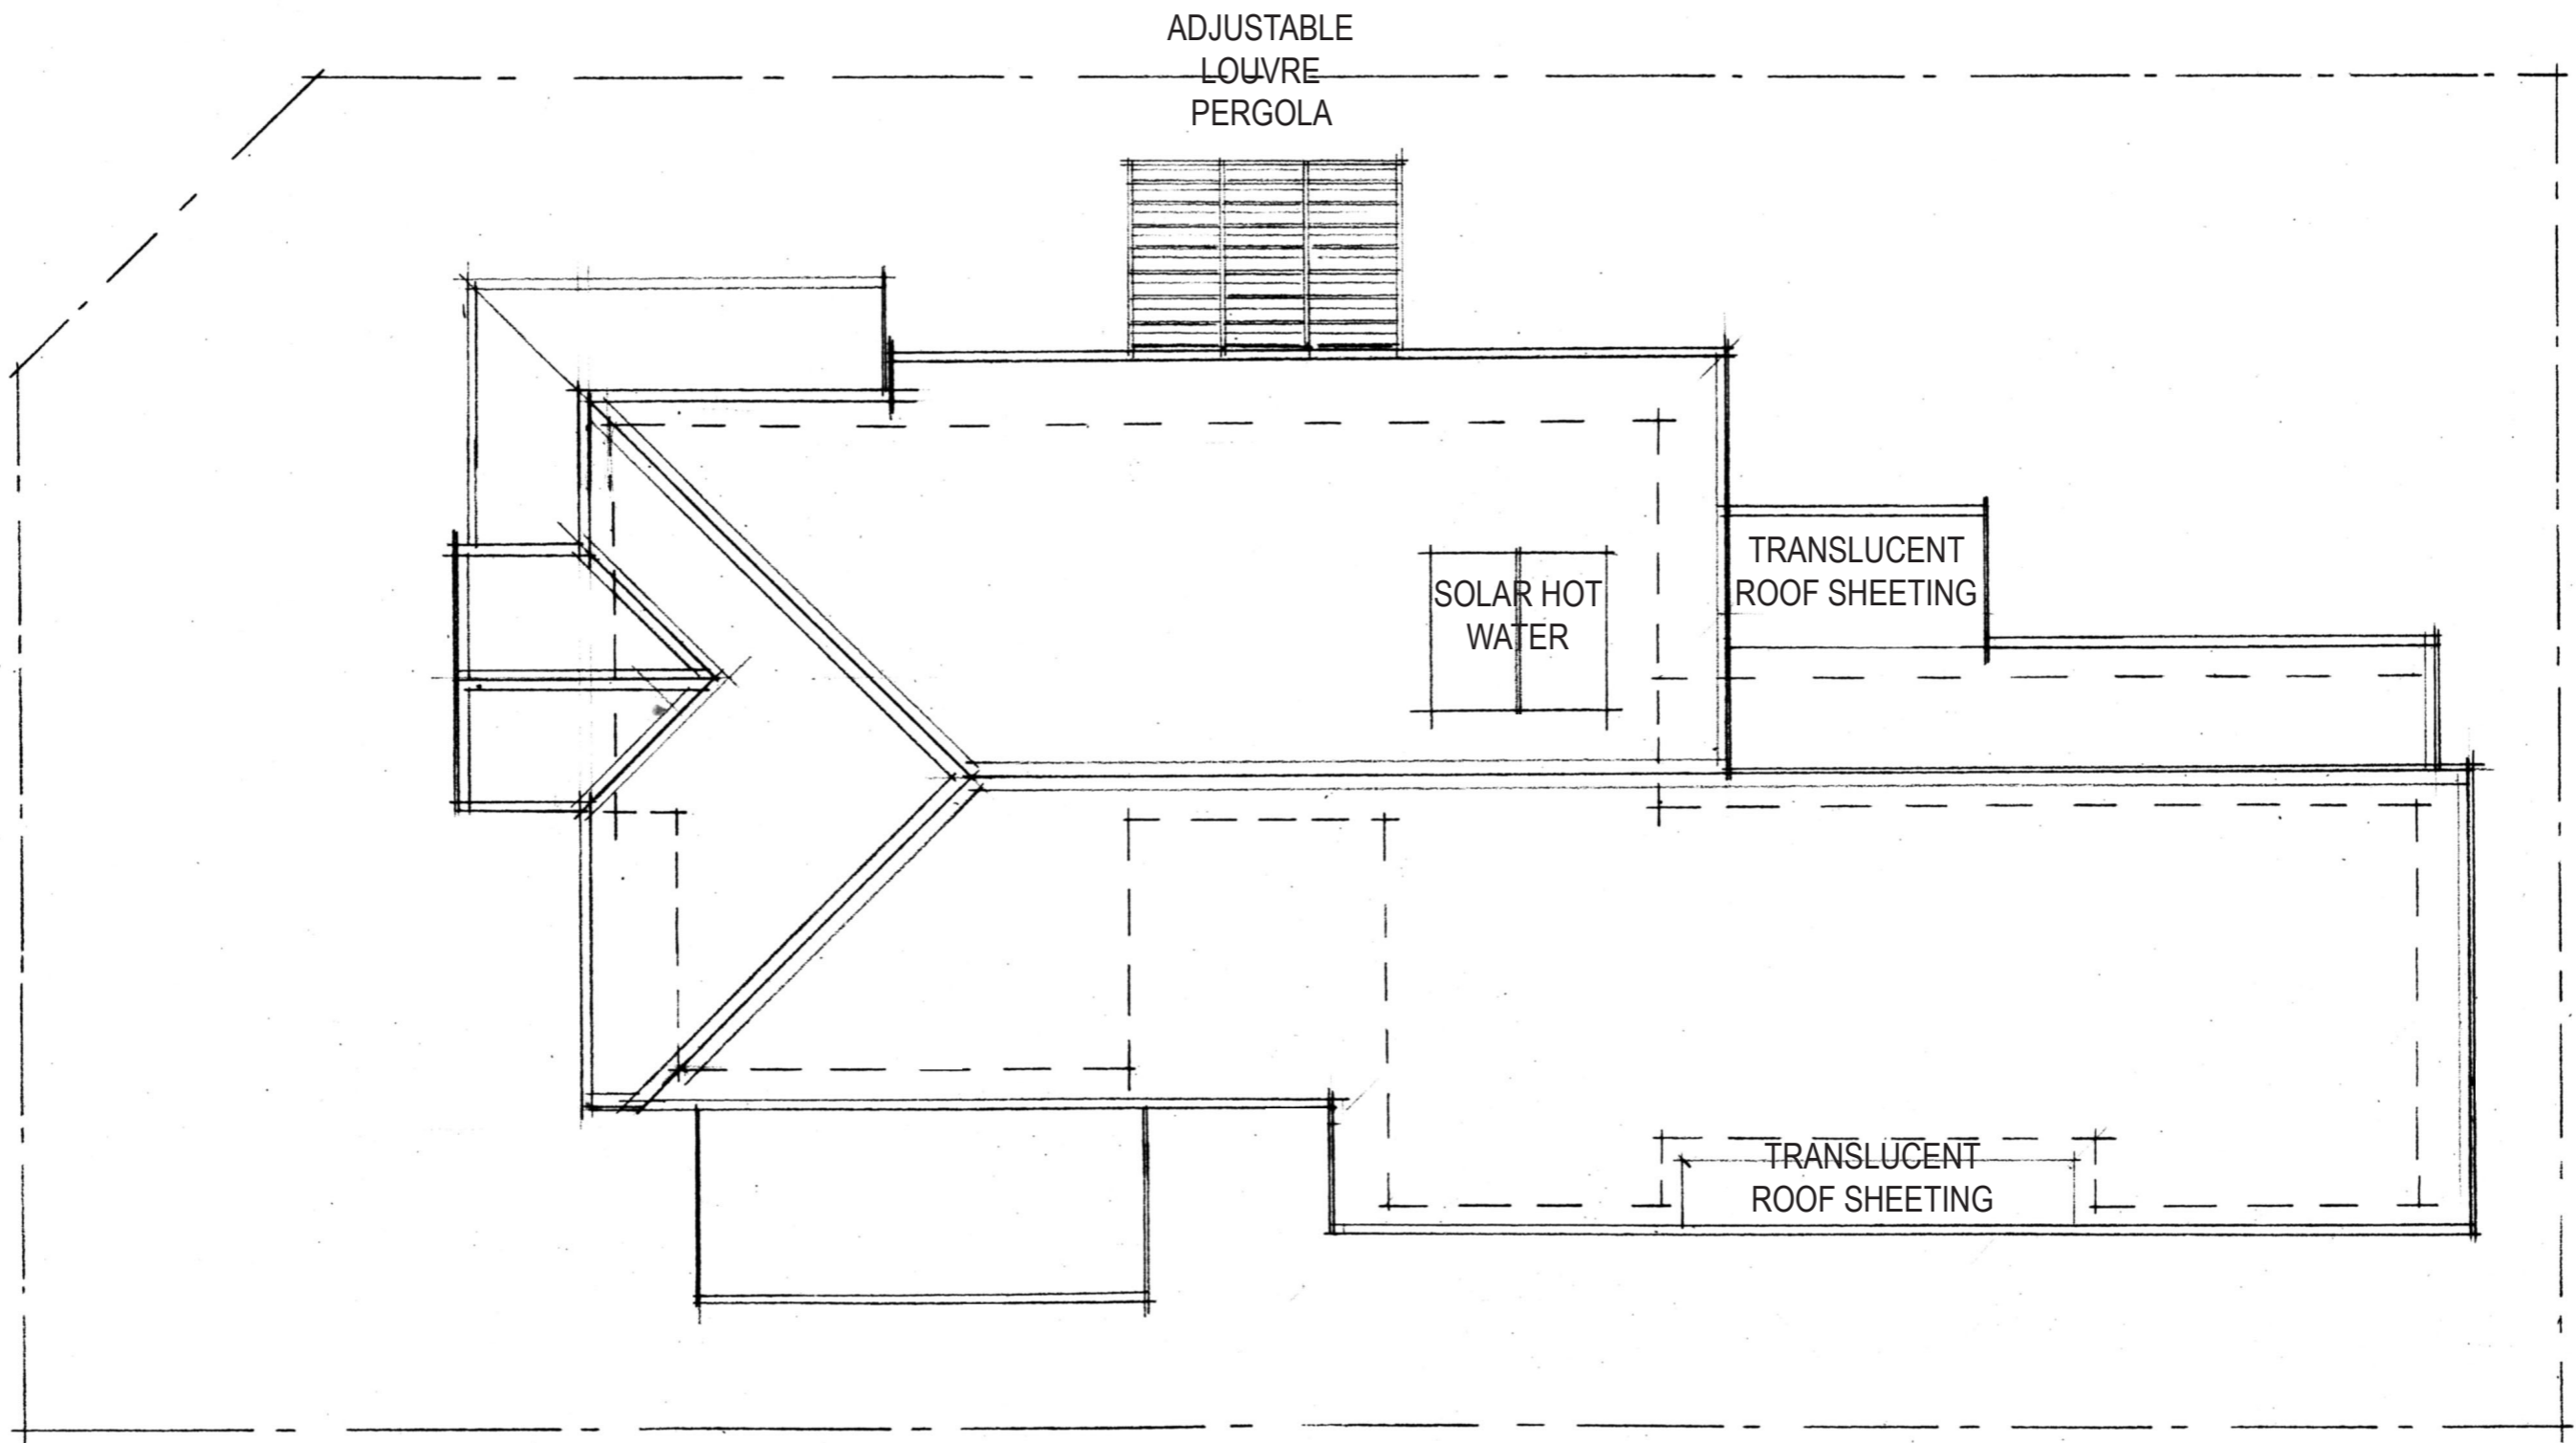 ADJUSTABLE
LOUVRE
PERGOLA
TRANSLUCENT
ROOF SHEETING
SOLAR HOT
WATER
TRANSLUCENT
ROOF SHEETING